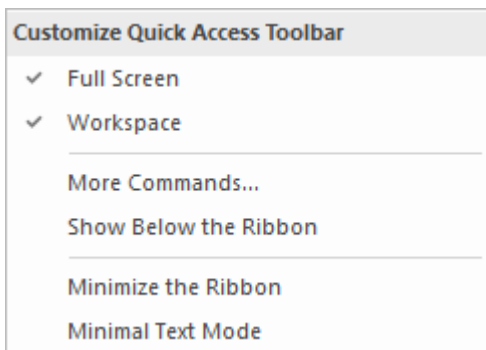 Customize Quick Access Toolbar
Full Screen
Workspace
More Commands...
Show Below the Ribbon
Minimize the Ribbon
Minimal Text Mode